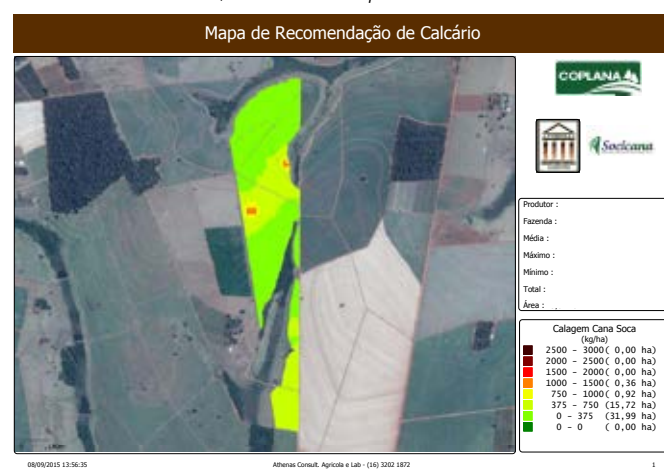 Mapa de Recomendação de Calcário
COPLANA
Socicana
Produtor :
Fazenda :
Média :
Máximo :
Mínimo :
Total :
Área : .
Calagem Cana Soca
(kg/ha)
2500 - 3000( 0,00 ha)
2000 - 2500( 0,00 ha)
1500 - 2000( 0,00 ha)
1000 - 1500( 0,36 ha)
750 - 1000( 0,92 ha)
375 - 750 (15,72 ha)
0 - 375 (31,99 ha)
0 - 0 ( 0,00 ha)
08/09/2015 13:56:35
Athenas Consult. Agricola e Lab - (16) 3202 1872
1